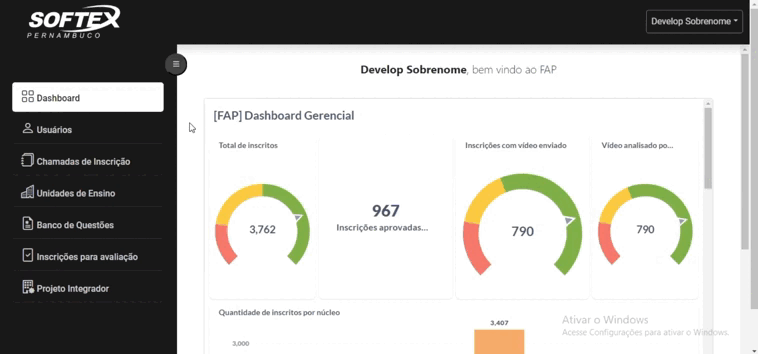 SOFTEX
PERNAMBUCO
Develop Sobrenome
Develop Sobrenome, bem vindo ao FAP
Dashboard
Usuários
Chamadas de Inscrição
Unidades de Ensino
Banco de Questões
Inscrições para avaliação
Projeto Integrador
[FAP] Dashboard Gerencial
Total de inscritos
3,762
967
Inscrições aprovadas...
Inscrições com vídeo enviado
790
Vídeo analisado po...
790
Quantidade de inscritos por núcleo
3,407
3,000
Ativar o Windows
Acesse Configurações para ativar o Windows.